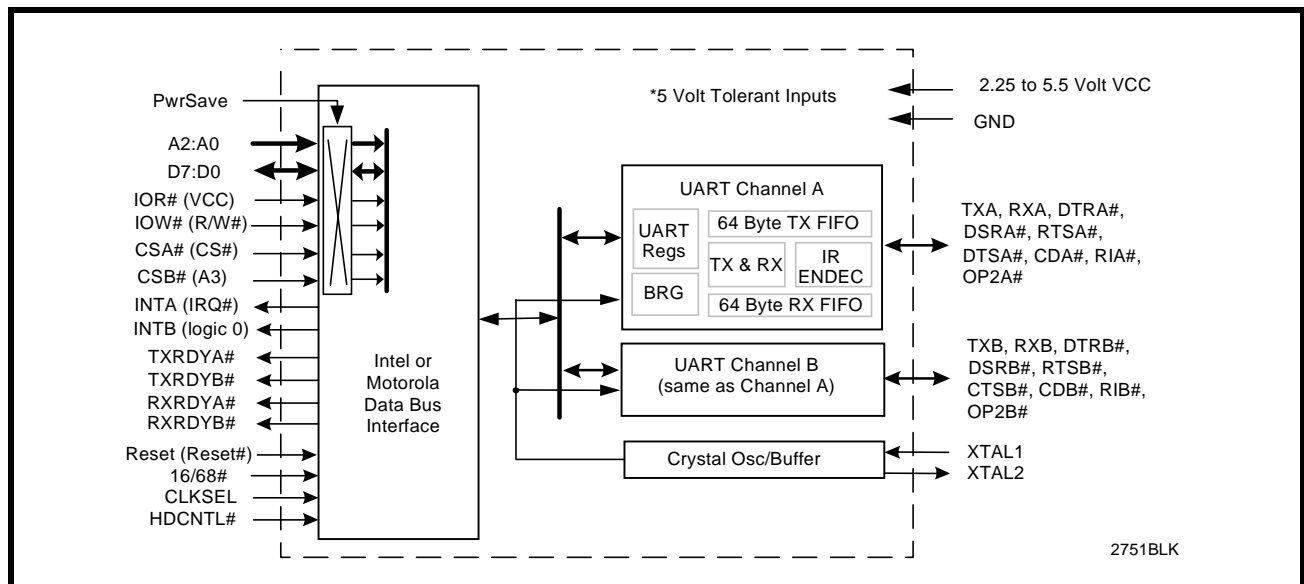 PwrSave
A2:A0
D7:D0
IOR# (VCC)
IOW# (R/W#)
CSA# (CS#)
CSB# (A3)
INTA (IRQ#)
INTB (logic 0)
TXRDYA#
TXRDYB#
RXRDYA#
RXRDYB#
Reset (Reset#)
16/68#
CLKSEL
HDCNTL#
Intel or
Motorola
Data Bus
Interface
*5 Volt Tolerant Inputs
2.25 to 5.5 Volt VCC
GND
UART Channel A
UART
Regs
BRG
64 Byte TX FIFO
TX & RX
IR
ENDEC
64 Byte RX FIFO
TXA, RXA, DTRA#,
DSRA#, RTSA#,
DTSA#, CDA#, RIA#,
OP2A#
UART Channel B
(same as Channel A)
TXB, RXB, DTRB#,
DSRB#, RTSB#,
CTSB#, CDB#, RIB#,
OP2B#
Crystal Osc/Buffer
XTAL1
XTAL2
2751BLK